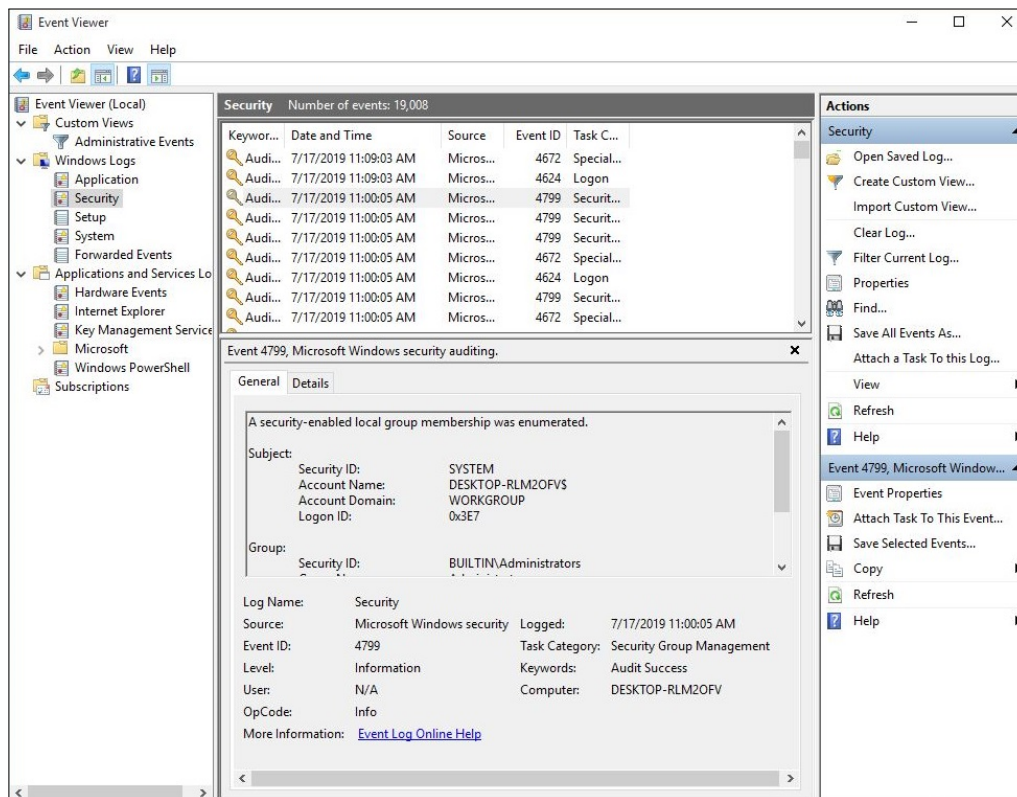 Event Viewer
File Action View Help
Event Viewer (Local)
Custom Views
Administrative Events
Windows Logs
Application
Security
Setup
System
Forwarded Events
Applications and Services Lo
Hardware Events
Internet Explorer
Key Management Service
Microsoft
Windows PowerShell
Subscriptions
Security Number of events: 19,008
Keywor... Date and Time Source Event ID Task C...
Audi... 7/17/2019 11:09:03 AM Micros... 4672 Special...
Audi... 7/17/2019 11:09:03 AM Micros... 4624 Logon
Audi... 7/17/2019 11:00:05 AM Micros... 4799 Securit...
Audi... 7/17/2019 11:00:05 AM Micros... 4799 Securit...
Audi... 7/17/2019 11:00:05 AM Micros... 4799 Securit...
Audi... 7/17/2019 11:00:05 AM Micros... 4672 Special...
Audi... 7/17/2019 11:00:05 AM Micros... 4624 Logon
Audi... 7/17/2019 11:00:05 AM Micros... 4799 Securit...
Audi... 7/17/2019 11:00:05 AM Micros... 4672 Special...
Event 4799, Microsoft Windows security auditing.
General Details
A security-enabled local group membership was enumerated.
Subject:
Security ID: SYSTEM
Account Name: DESKTOP-RLM2OFV$
Account Domain: WORKGROUP
Logon ID: 0x3E7
Group:
Security ID: BUILTIN\Administrators
Log Name: Security
Source: Microsoft Windows security Logged: 7/17/2019 11:00:05 AM
Event ID: 4799 Task Category: Security Group Management
Level: Information Keywords: Audit Success
User: N/A Computer: DESKTOP-RLM2OFV
OpCode: Info
More Information: Event Log Online Help
Actions
Security
Open Saved Log...
Create Custom View...
Import Custom View...
Clear Log...
Filter Current Log...
Properties
Find...
Save All Events As...
Attach a Task To this Log...
View
Refresh
Help
Event 4799, Microsoft Window...
Event Properties
Attach Task To This Event...
Save Selected Events...
Copy
Refresh
Help